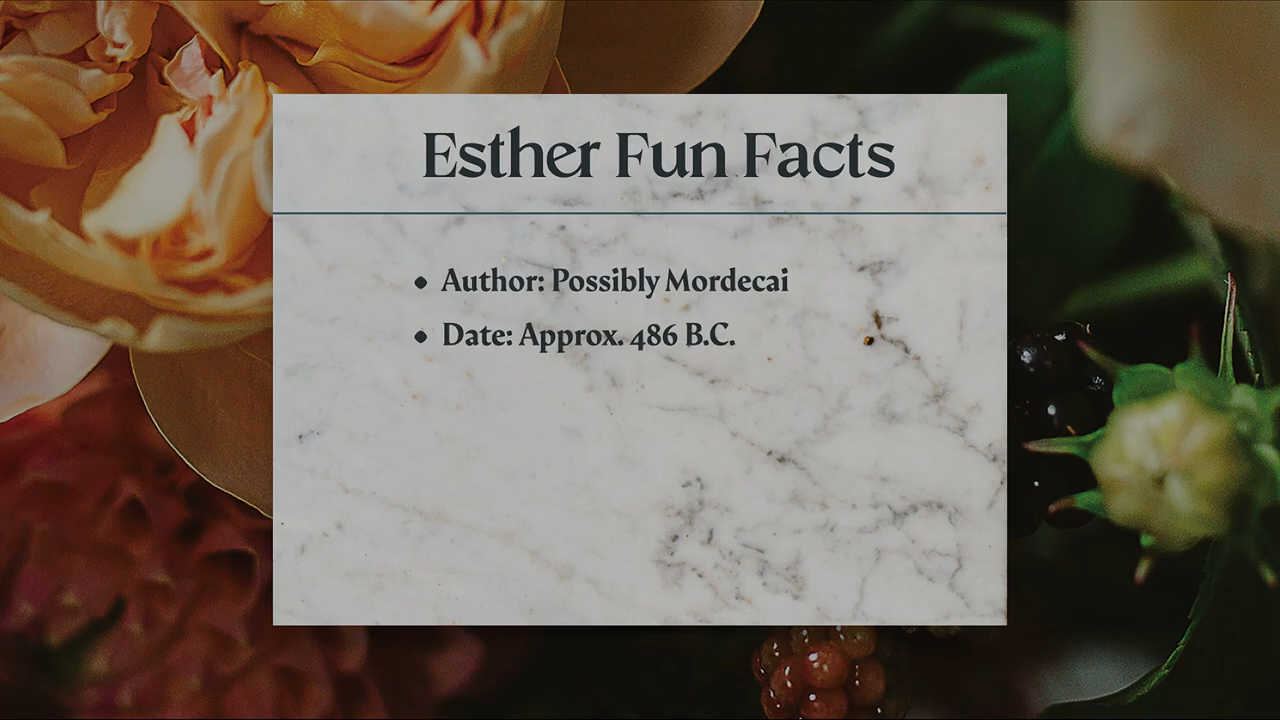 Esther Fun Facts
• Author: Possibly Mordecai
• Date: Approx. 486 B.C.